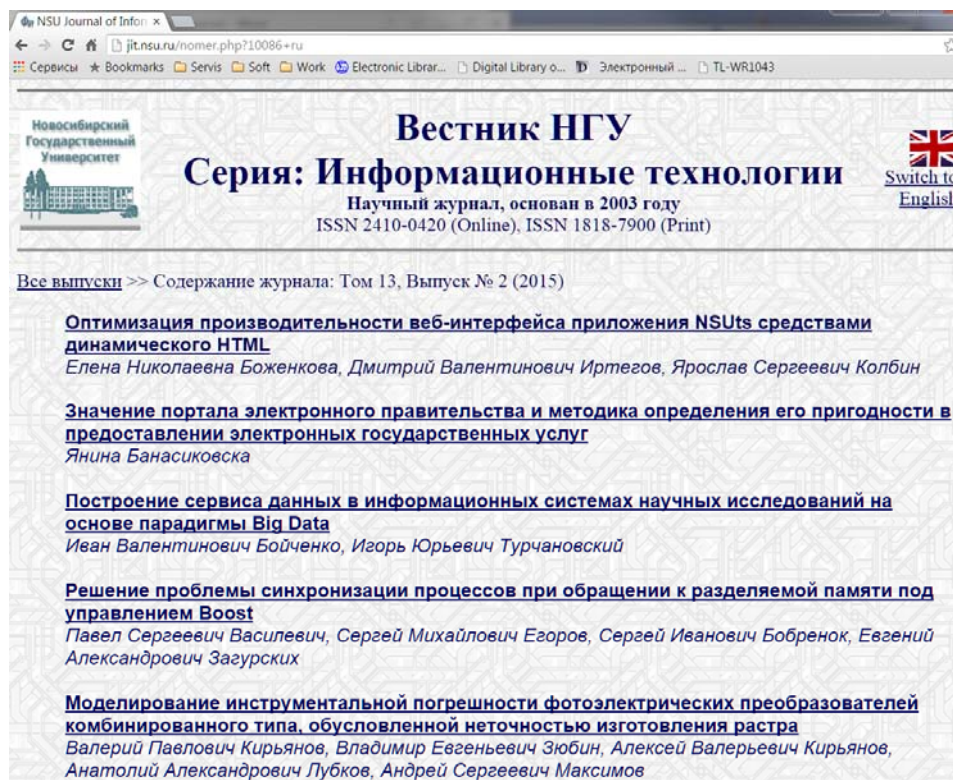 NSU Journal of Infon
jit.nsu.ru/nomer.php?10086+ru
Сервисы Bookmarks Servis Soft Work Electronic Librar... Digital Library o... Электронный ... TL-WR1043
Новосибирский
Государственный
Университет
Вестник НГУ
Серия: Информационные технологии
Научный журнал, основан в 2003 году
ISSN 2410-0420 (Online), ISSN 1818-7900 (Print)
Switch to
English
Все выпуски >> Содержание журнала: Том 13, Выпуск № 2 (2015)
Оптимизация производительности веб-интерфейса приложения NSUts средствами
динамического HTML
Елена Николаевна Боженкова, Дмитрий Валентинович Иртегов, Ярослав Сергеевич Колбин
Значение портала электронного правительства и методика определения его пригодности в
предоставлении электронных государственных услуг
Янина Банасиковска
Построение сервиса данных в информационных системах научных исследований на
основе парадигмы Big Data
Иван Валентинович Бойченко, Игорь Юрьевич Турчановский
Решение проблемы синхронизации процессов при обращении к разделяемой памяти под
управлением Boost
Павел Сергеевич Василевич, Сергей Михайлович Егоров, Сергей Иванович Бобренок, Евгений
Александрович Загурских
Моделирование инструментальной погрешности фотоэлектрических преобразователей
комбинированного типа, обусловленной неточностью изготовления растра
Валерий Павлович Кирьянов, Владимир Евгеньевич Зюбин, Алексей Валерьевич Кирьянов,
Анатолий Александрович Лубков, Андрей Сергеевич Максимов